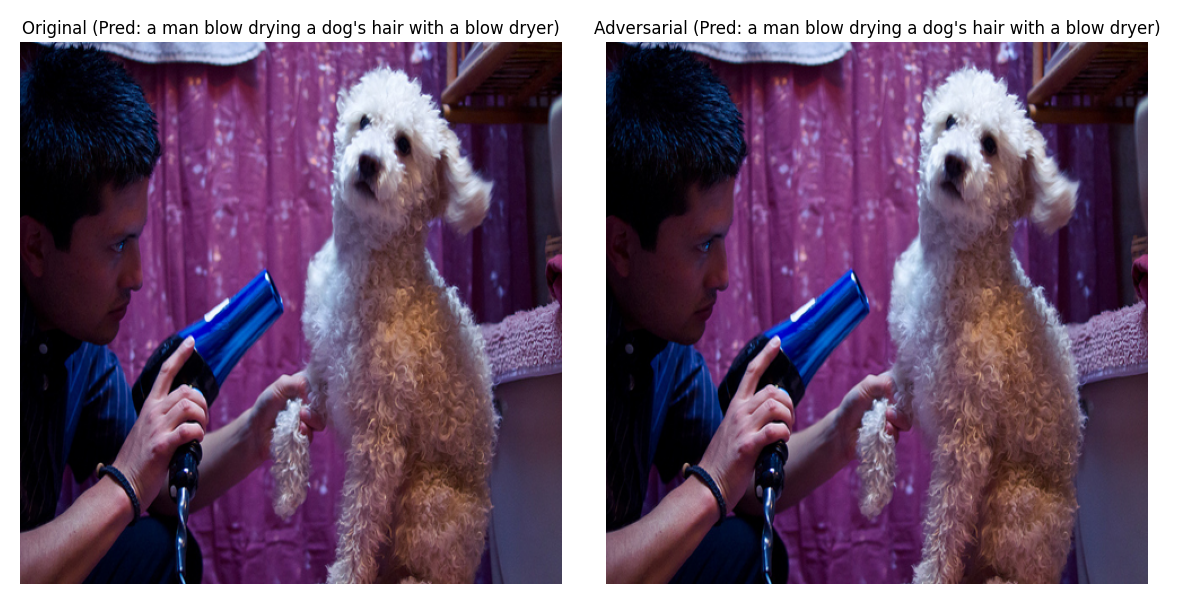 Original (Pred: a man blow drying a dog's hair with a blow dryer)
Adversarial (Pred: a man blow drying a dog's hair with a blow dryer)